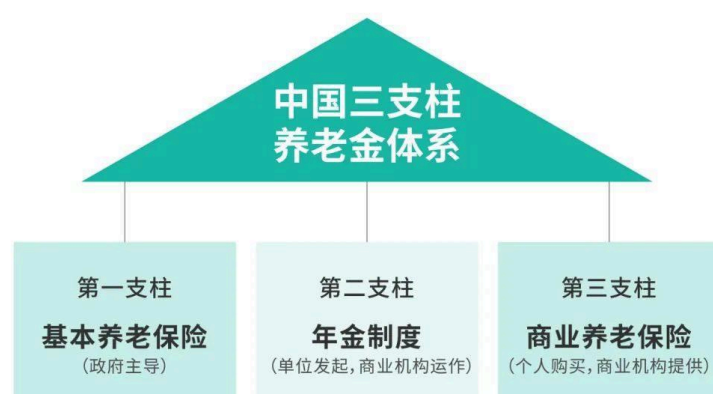 中国三支柱
养老金体系
第一支柱
基本养老保险
(政府主导)
第二支柱
年金制度
(单位发起,商业机构运作)
第三支柱
商业养老保险
(个人购买,商业机构提供)